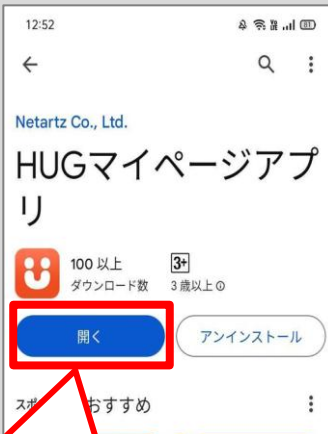 12:52
Netartz Co., Ltd.
HUGマイページアプ
リ
100 以上
3+
ダウンロード数
3 歳以上
開く
アンインストール
おすすめ